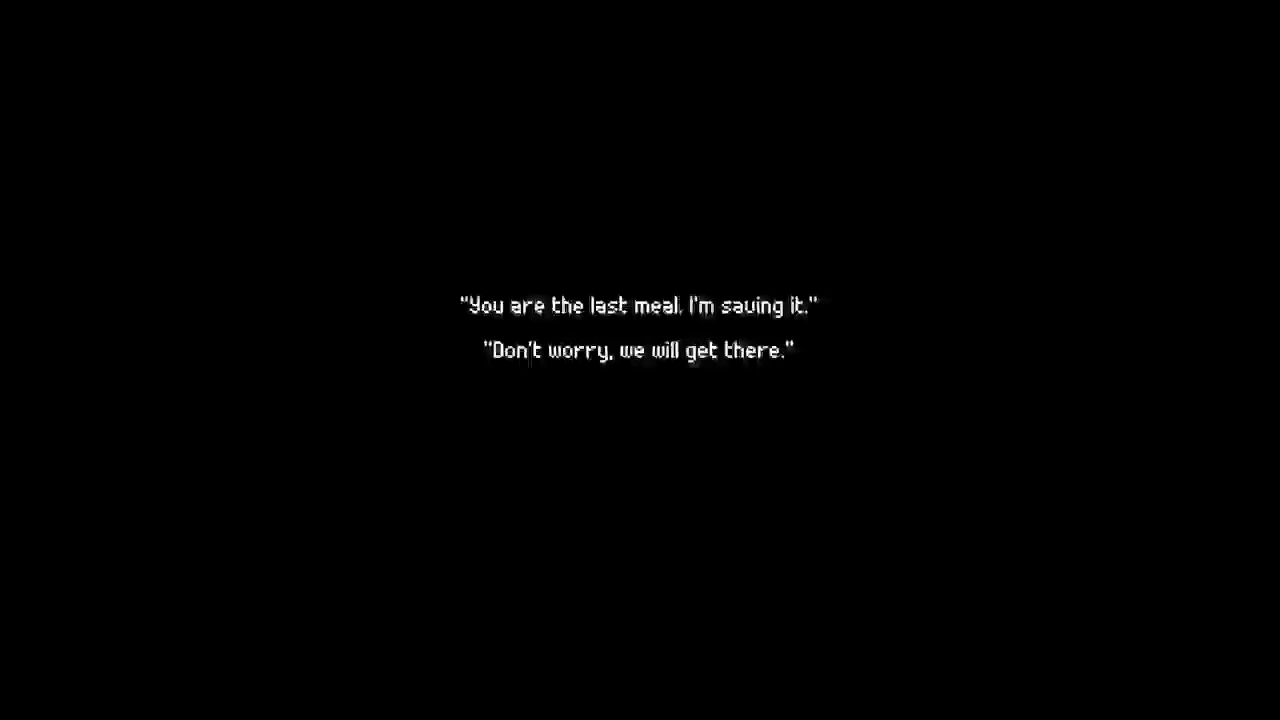 "You are the last meal. I'm saving it."
"Don't worry, we will get there."